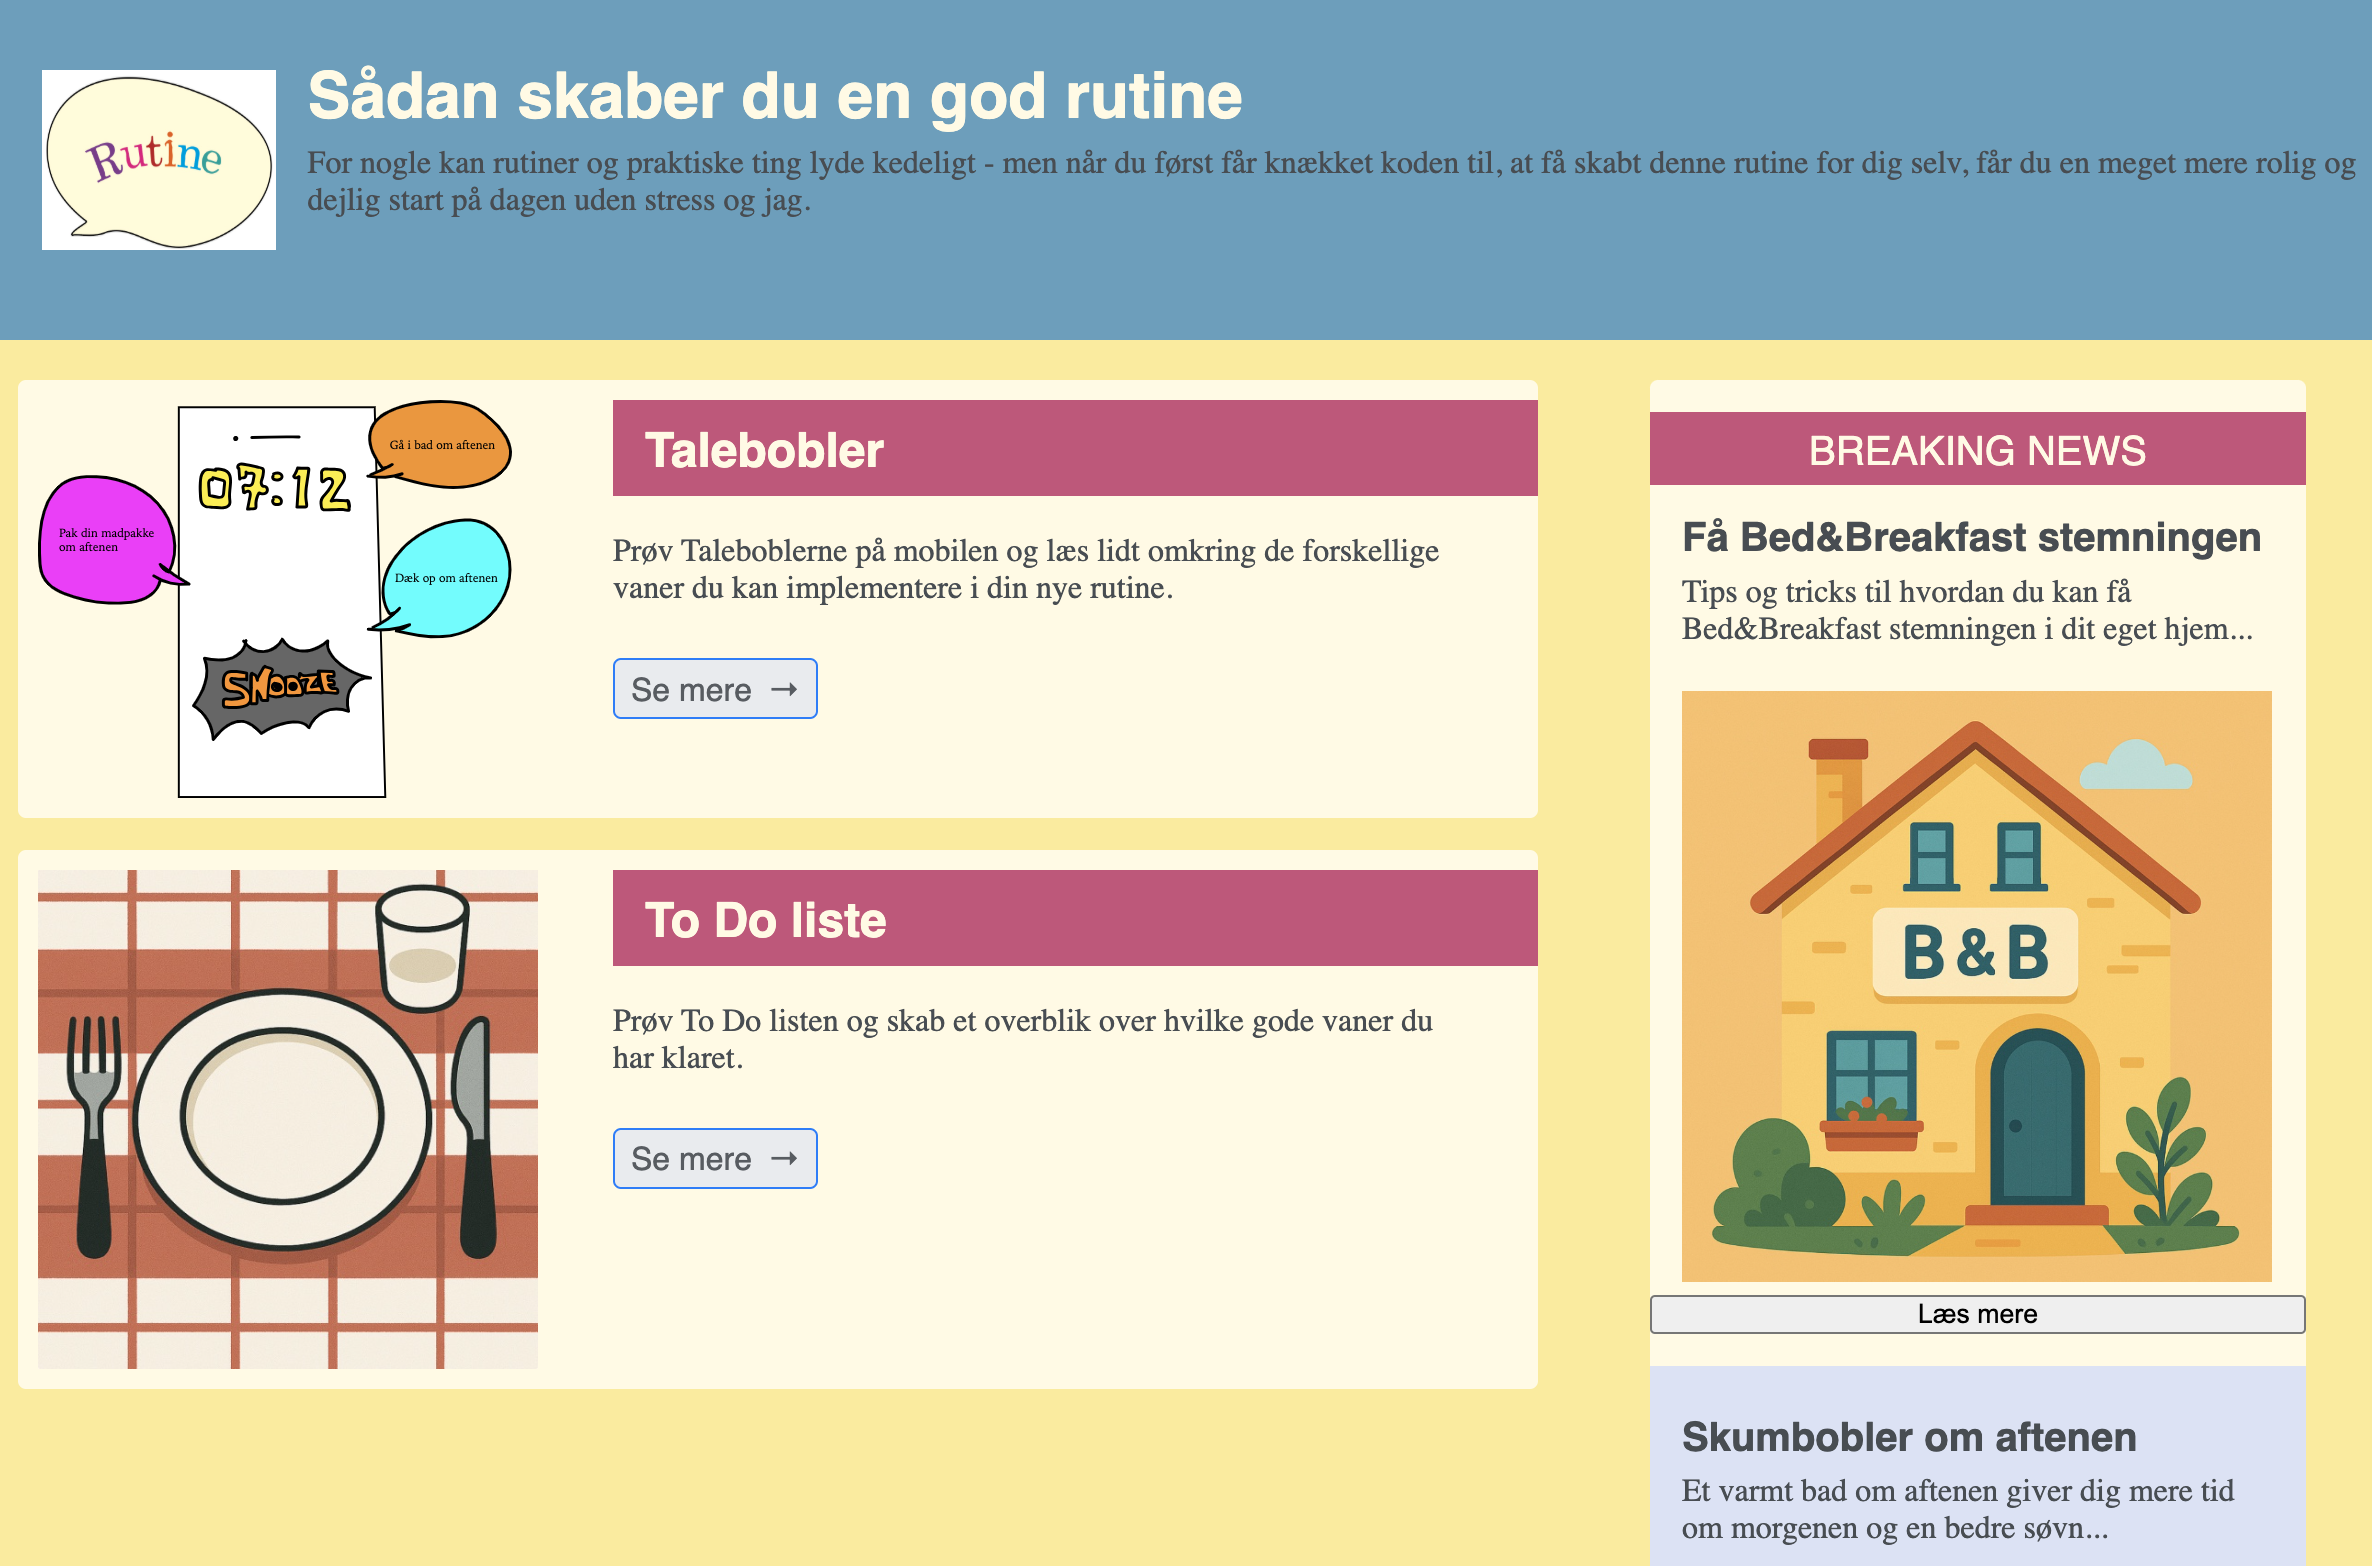 Rutine
Sådan skaber du en god rutine
For nogle kan rutiner og praktiske ting lyde kedeligt - men når du først får knækket koden til, at få skabt denne rutine for dig selv, får du en meget mere rolig og
dejlig start på dagen uden stress og jag.
Gå i bad om aftenen
07:12
Pak din madpakke
om aftenen
Dæk op om aftenen
SNOOZE
Talebobler
Prøv Taleboblerne på mobilen og læs lidt omkring de forskellige
vaner du kan implementere i din nye rutine.
Se mere →
To Do liste
Prøv To Do listen og skab et overblik over hvilke gode vaner du
har klaret.
Se mere →
BREAKING NEWS
Få Bed&Breakfast stemningen
Tips og tricks til hvordan du kan få
Bed&Breakfast stemningen i dit eget hjem...
B&B
Læs mere
Skumbobler om aftenen
Et varmt bad om aftenen giver dig mere tid
om morgenen og en bedre søvn...